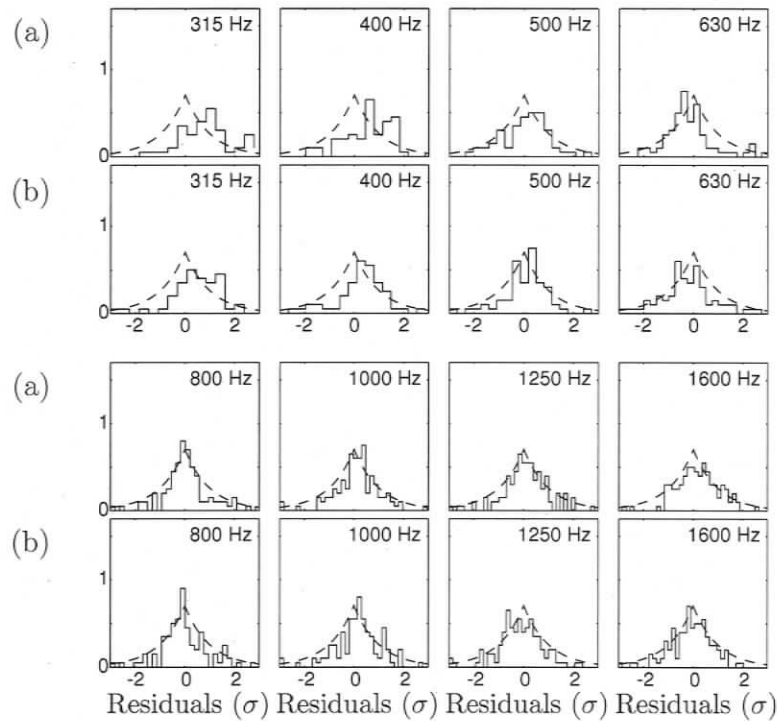 (a) 315 Hz 400 Hz 500 Hz 630 Hz
1
0
(b) 315 Hz 400 Hz 500 Hz 630 Hz
1
0
-2 0 2 -2 0 2 -2 0 2 -2 0 2
(a) 800 Hz 1000 Hz 1250 Hz 1600 Hz
1
0
(b) 800 Hz 1000 Hz 1250 Hz 1600 Hz
1
0
-2 0 2 -2 0 2 -2 0 2 -2 0 2
Residuals (σ) Residuals (σ) Residuals (σ) Residuals (σ)